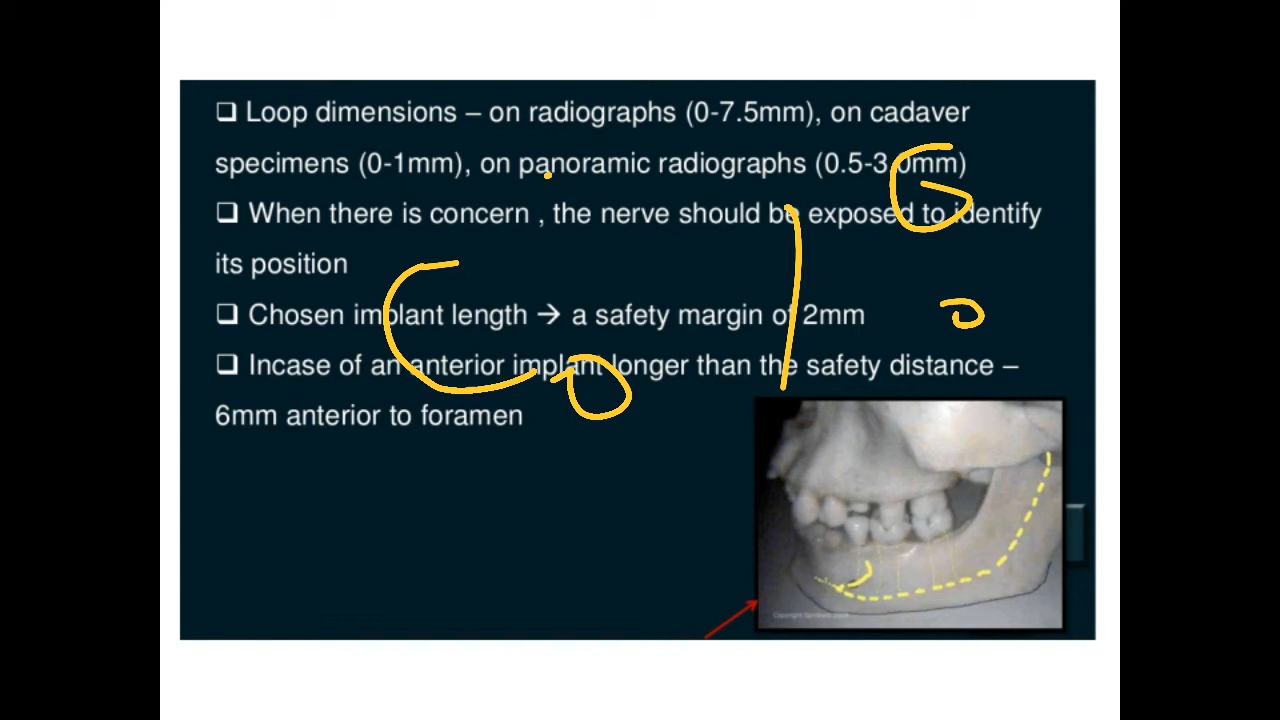 ❑ Loop dimensions – on radiographs (0-7.5mm), on cadaver
specimens (0-1mm), on panoramic radiographs (0.5-3.0mm)
❑ When there is concern , the nerve should be exposed to identify
its position
❑ Chosen implant length → a safety margin of 2mm
❑ Incase of an anterior implant longer than the safety distance –
6mm anterior to foramen